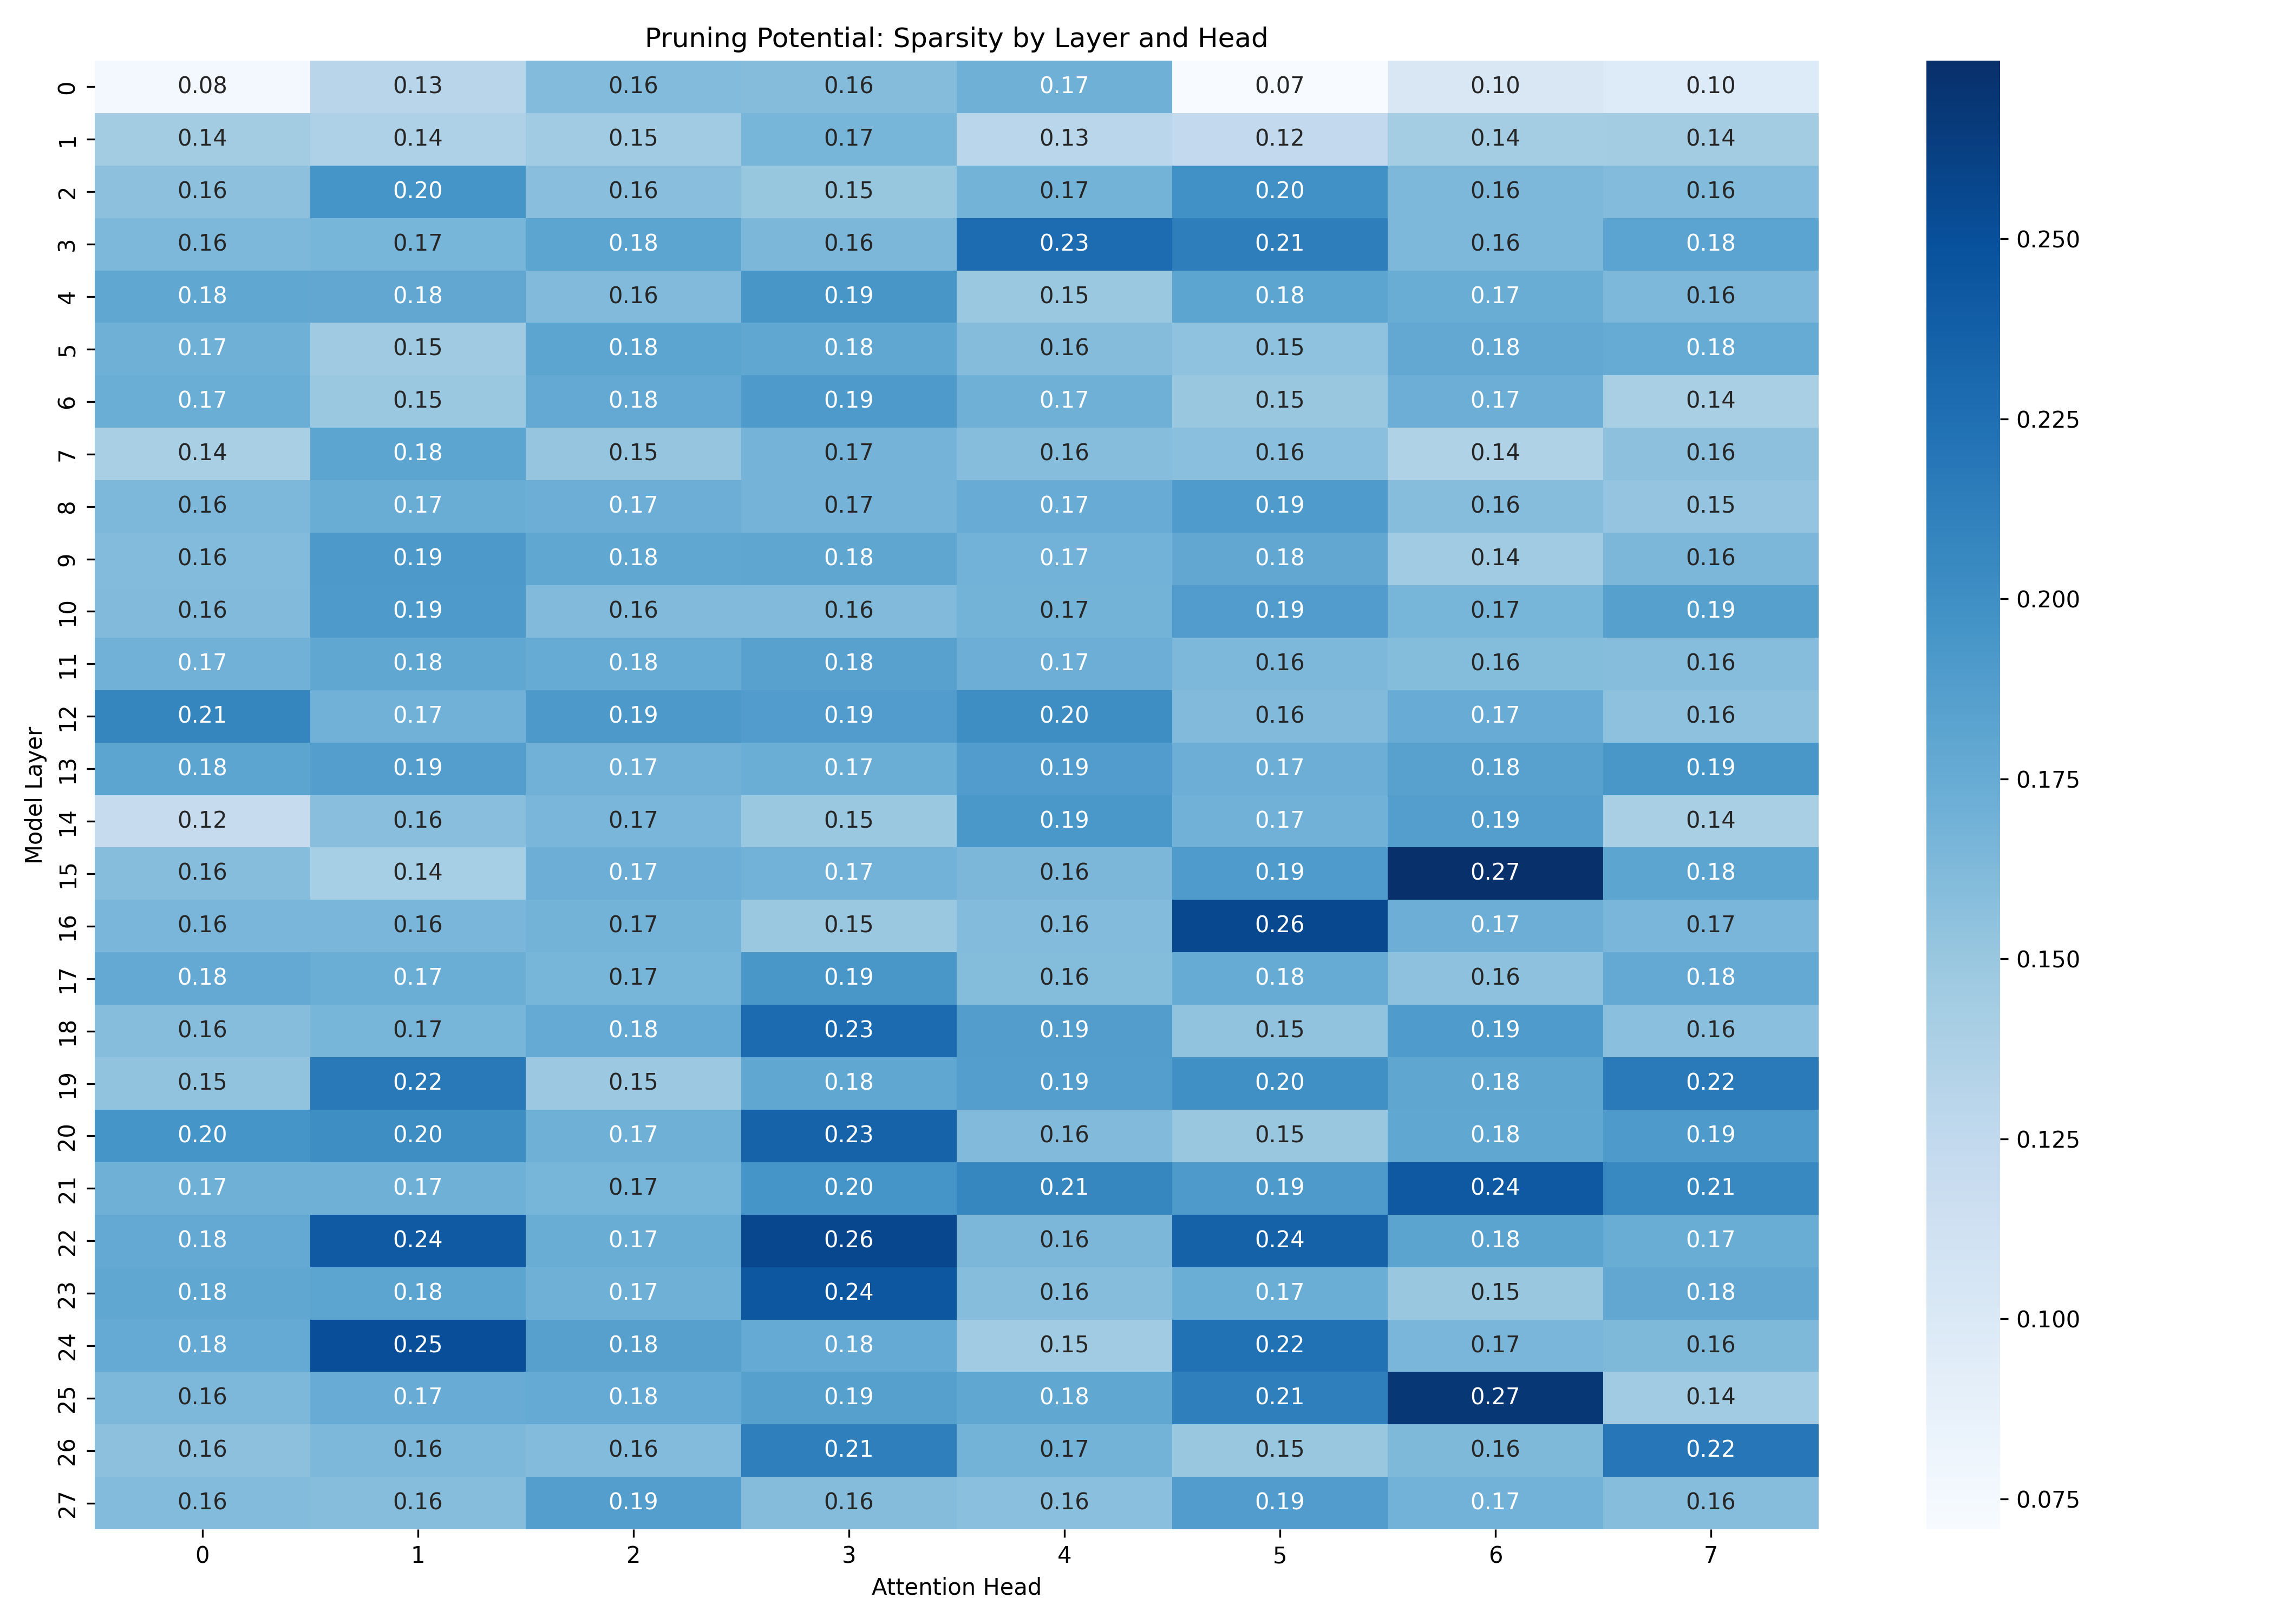 Pruning Potential: Sparsity by Layer and Head
0 0.08 0.13 0.16 0.16 0.17 0.07 0.10 0.10
1 0.14 0.14 0.15 0.17 0.13 0.12 0.14 0.14
2 0.16 0.20 0.16 0.15 0.17 0.20 0.16 0.16
3 0.16 0.17 0.18 0.16 0.23 0.21 0.16 0.18
4 0.18 0.18 0.16 0.19 0.15 0.18 0.17 0.16
5 0.17 0.15 0.18 0.18 0.16 0.15 0.18 0.18
6 0.17 0.15 0.18 0.19 0.17 0.15 0.17 0.14
7 0.14 0.18 0.15 0.17 0.16 0.16 0.14 0.16
8 0.16 0.17 0.17 0.17 0.17 0.19 0.16 0.15
9 0.16 0.19 0.18 0.18 0.17 0.18 0.14 0.16
10 0.16 0.19 0.16 0.16 0.17 0.19 0.17 0.19
11 0.17 0.18 0.18 0.18 0.17 0.16 0.16 0.16
12 0.21 0.17 0.19 0.19 0.20 0.16 0.17 0.16
13 0.18 0.19 0.17 0.17 0.19 0.17 0.18 0.19
14 0.12 0.16 0.17 0.15 0.19 0.17 0.19 0.14
15 0.16 0.14 0.17 0.17 0.16 0.19 0.27 0.18
16 0.16 0.16 0.17 0.15 0.16 0.26 0.17 0.17
17 0.18 0.17 0.17 0.19 0.16 0.18 0.16 0.18
18 0.16 0.17 0.18 0.23 0.19 0.15 0.19 0.16
19 0.15 0.22 0.15 0.18 0.19 0.20 0.18 0.22
20 0.20 0.20 0.17 0.23 0.16 0.15 0.18 0.19
21 0.17 0.17 0.17 0.20 0.21 0.19 0.24 0.21
22 0.18 0.24 0.17 0.26 0.16 0.24 0.18 0.17
23 0.18 0.18 0.17 0.24 0.16 0.17 0.15 0.18
24 0.18 0.25 0.18 0.18 0.15 0.22 0.17 0.16
25 0.16 0.17 0.18 0.19 0.18 0.21 0.27 0.14
26 0.16 0.16 0.16 0.21 0.17 0.15 0.16 0.22
27 0.16 0.16 0.19 0.16 0.16 0.19 0.17 0.16
0 1 2 3 4 5 6 7
Attention Head
Model Layer
0.250
0.225
0.200
0.175
0.150
0.125
0.100
0.075